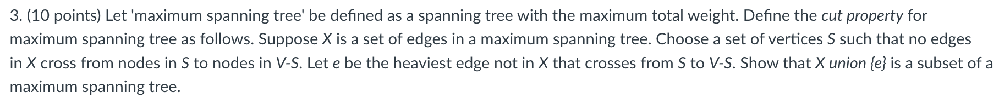 3. (10 points) Let 'maximum spanning tree' be defined as a spanning tree with the maximum total weight. Define the cut property for
maximum spanning tree as follows. Suppose X is a set of edges in a maximum spanning tree. Choose a set of vertices S such that no edges
in X cross from nodes in S to nodes in V-S. Let e be the heaviest edge not in X that crosses from S to V-S. Show that X union {e} is a subset of a
maximum spanning tree.